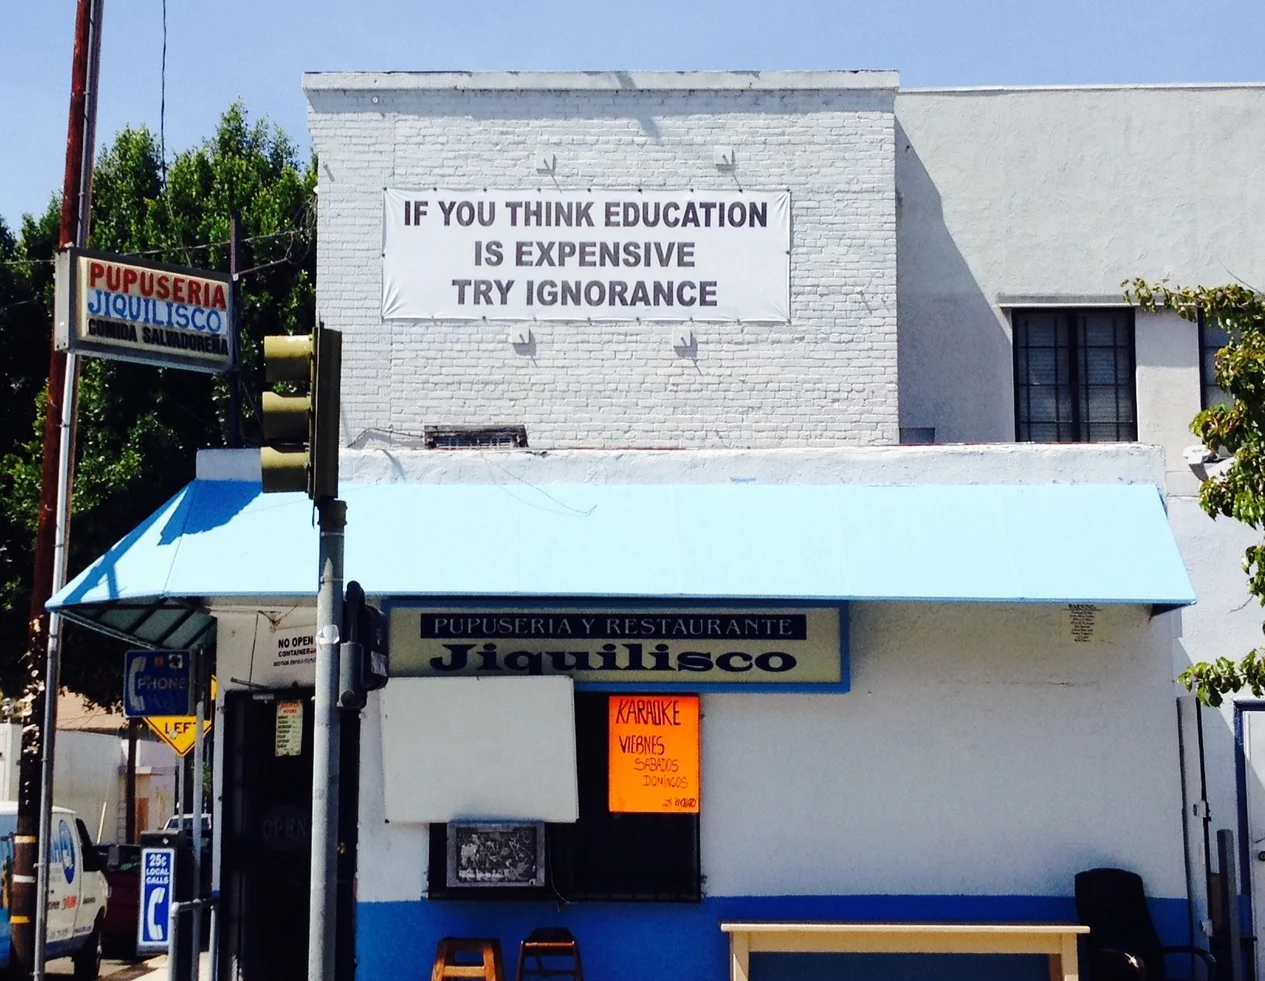 IF YOU THINK EDUCATION
IS EXPENSIVE
TRY IGNORANCE
PUPUSERIA
JIQUILISCO
COMIDA SALVADOREÑA
PUPUSERIA Y RESTAURANTE
Jiquilisco
NO OPEN
KARAOKE
VIERNES
SABADOS
DOMINGOS
PHONE
LEFT
OPEN
25¢
LOCAL
CALLS